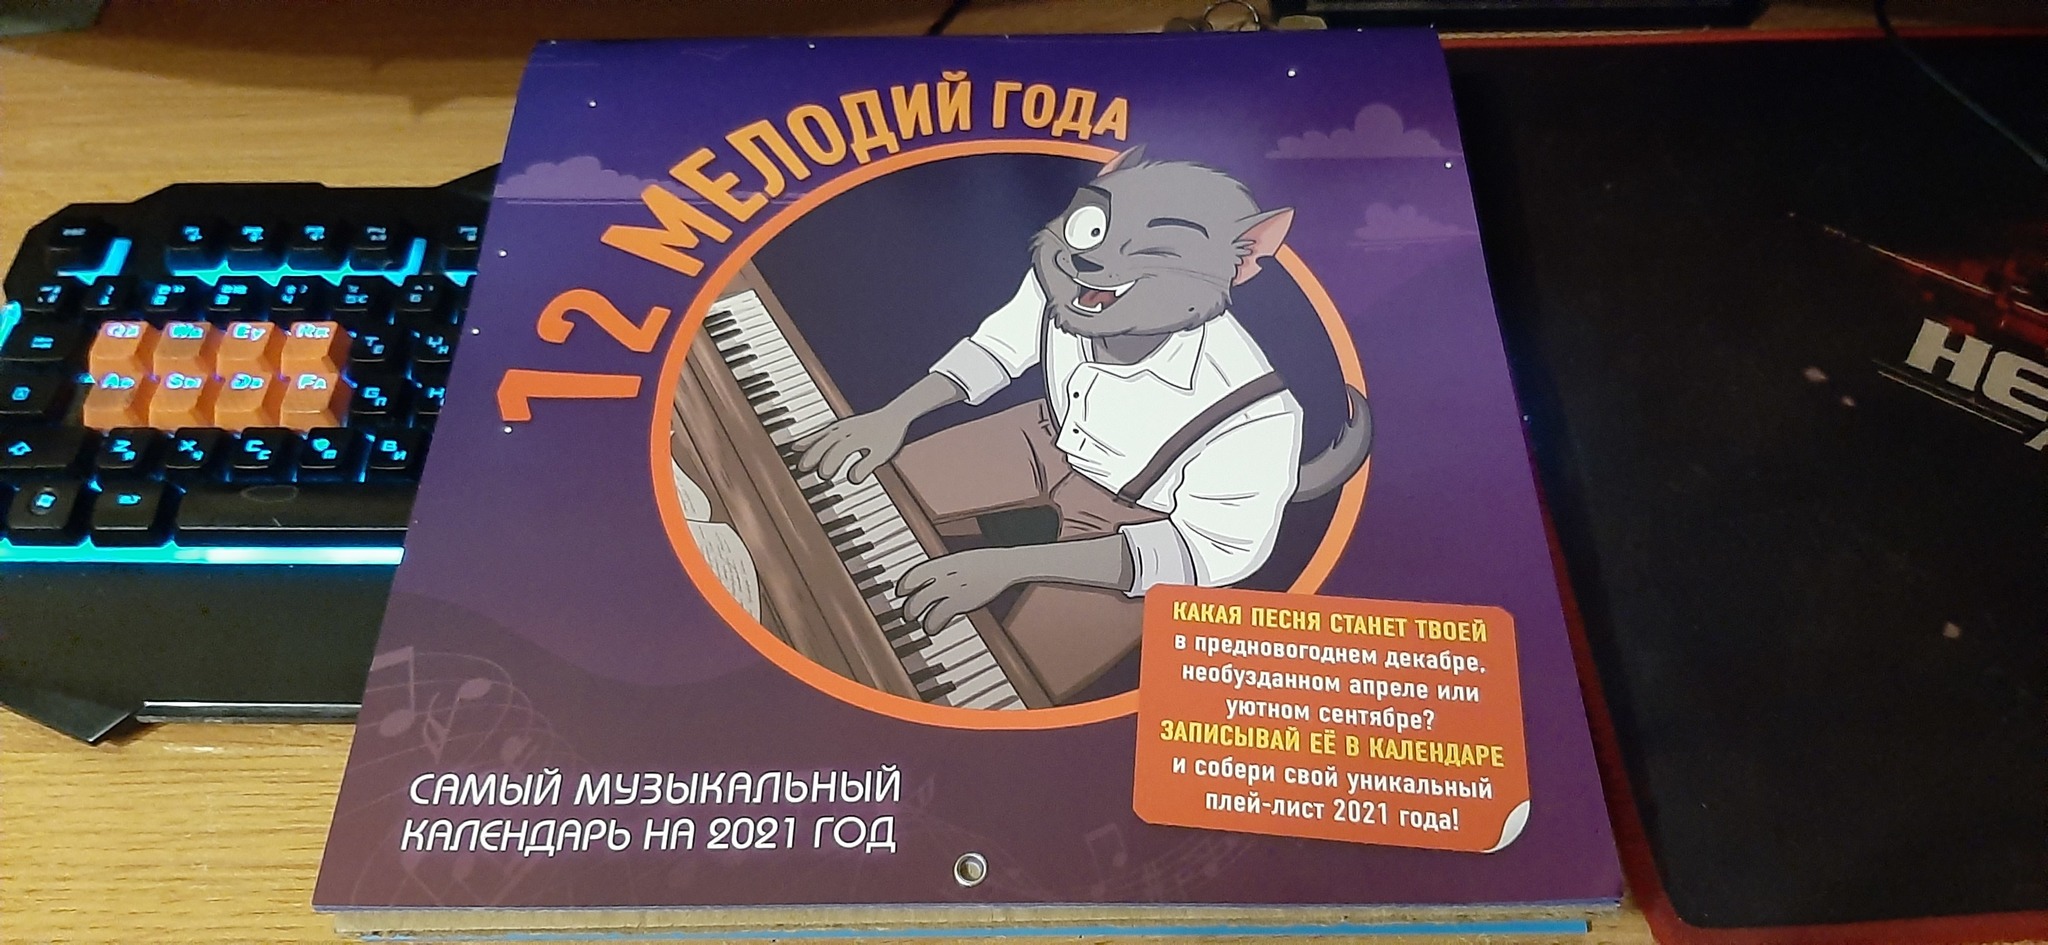 12 МЕЛОДИЙ ГОДА
КАКАЯ ПЕСНЯ СТАНЕТ ТВОЕЙ
в предновогоднем декабре,
необузданном апреле или
уютном сентябре?
ЗАПИСЫВАЙ ЕЁ В КАЛЕНДАРЕ
и собери свой уникальный
плей-лист 2021 года!
САМЫЙ МУЗЫКАЛЬНЫЙ
КАЛЕНДАРЬ НА 2021 ГОД